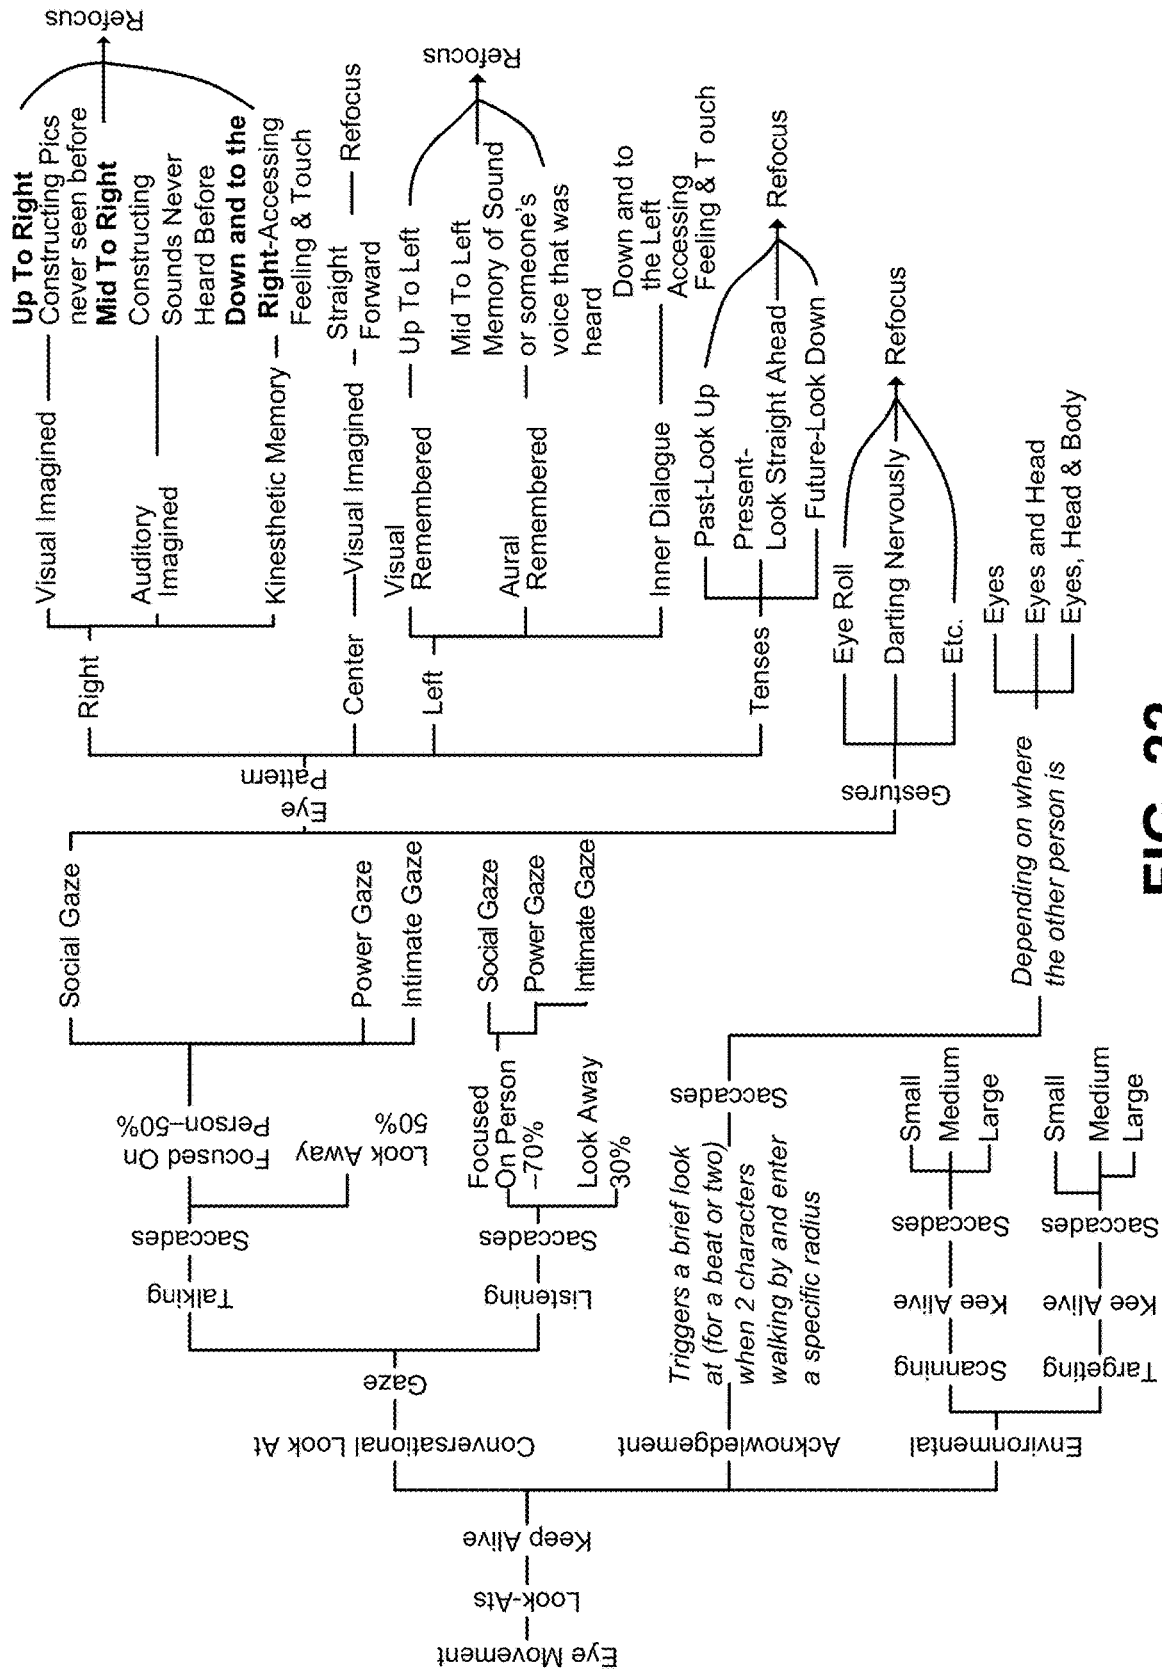 Eye Movement
Look-Ats
Keep Alive
Conversational Look At
Gaze
Talking
Saccades
Focused On
Person–50%
Look Away
50%
Social Gaze
Power Gaze
Intimate Gaze
Listening
Saccades
Focused
On Person
–70%
Look Away
30%
Social Gaze
Power Gaze
Intimate Gaze
Eye
Pattern
Right
Visual Imagined
Up To Right
Constructing Pics
never seen before
Auditory
Imagined
Mid To Right
Constructing
Sounds Never
Heard Before
Kinesthetic Memory
Down and to the
Right-Accessing
Feeling & Touch
Refocus
Center
Visual Imagined
Straight
Forward
Refocus
Left
Visual
Remembered
Up To Left
Aural
Remembered
Mid To Left
Memory of Sound
or someone's
voice that was
heard
Refocus
Inner Dialogue
Down and to
the Left
Accessing
Feeling & T ouch
Tenses
Past-Look Up
Present-
Look Straight Ahead
Future-Look Down
Refocus
Gestures
Eye Roll
Darting Nervously
Etc.
Refocus
Acknowledgement
Triggers a brief look
at (for a beat or two)
when 2 characters
walking by and enter
a specific radius
Saccades
Depending on where
the other person is
Eyes
Eyes and Head
Eyes, Head & Body
Environmental
Scanning
Kee Alive
Saccades
Small
Medium
Large
Targeting
Kee Alive
Saccades
Small
Medium
Large